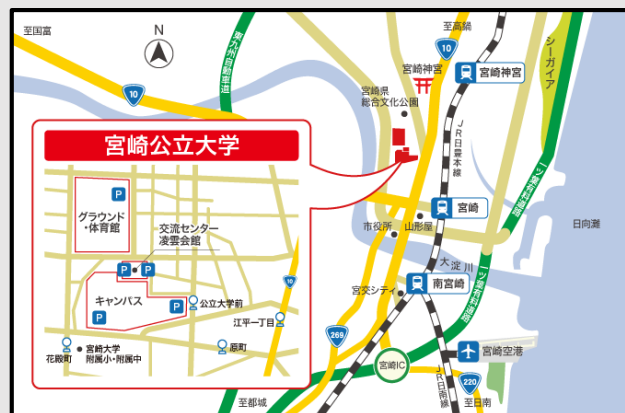 至国富
N
東九州自動車道
至高鍋
10
10
宮崎神宮
宮崎神宮
シーガイア
宮崎県
総合文化公園
JR日豊本線
一ツ葉有料道路
宮崎公立大学
P
グラウンド
・体育館
交流センター
凌雲会館
P
P
キャンパス
P
P
公立大学前
10
江平一丁目
花殿町
宮崎大学
附属小・附属中
原町
宮崎
市役所
山形屋
日向灘
大淀川
一ツ葉有料道路
南宮崎
宮交シティ
269
宮崎空港
宮崎IC
JR日南線
220
至都城
至日南